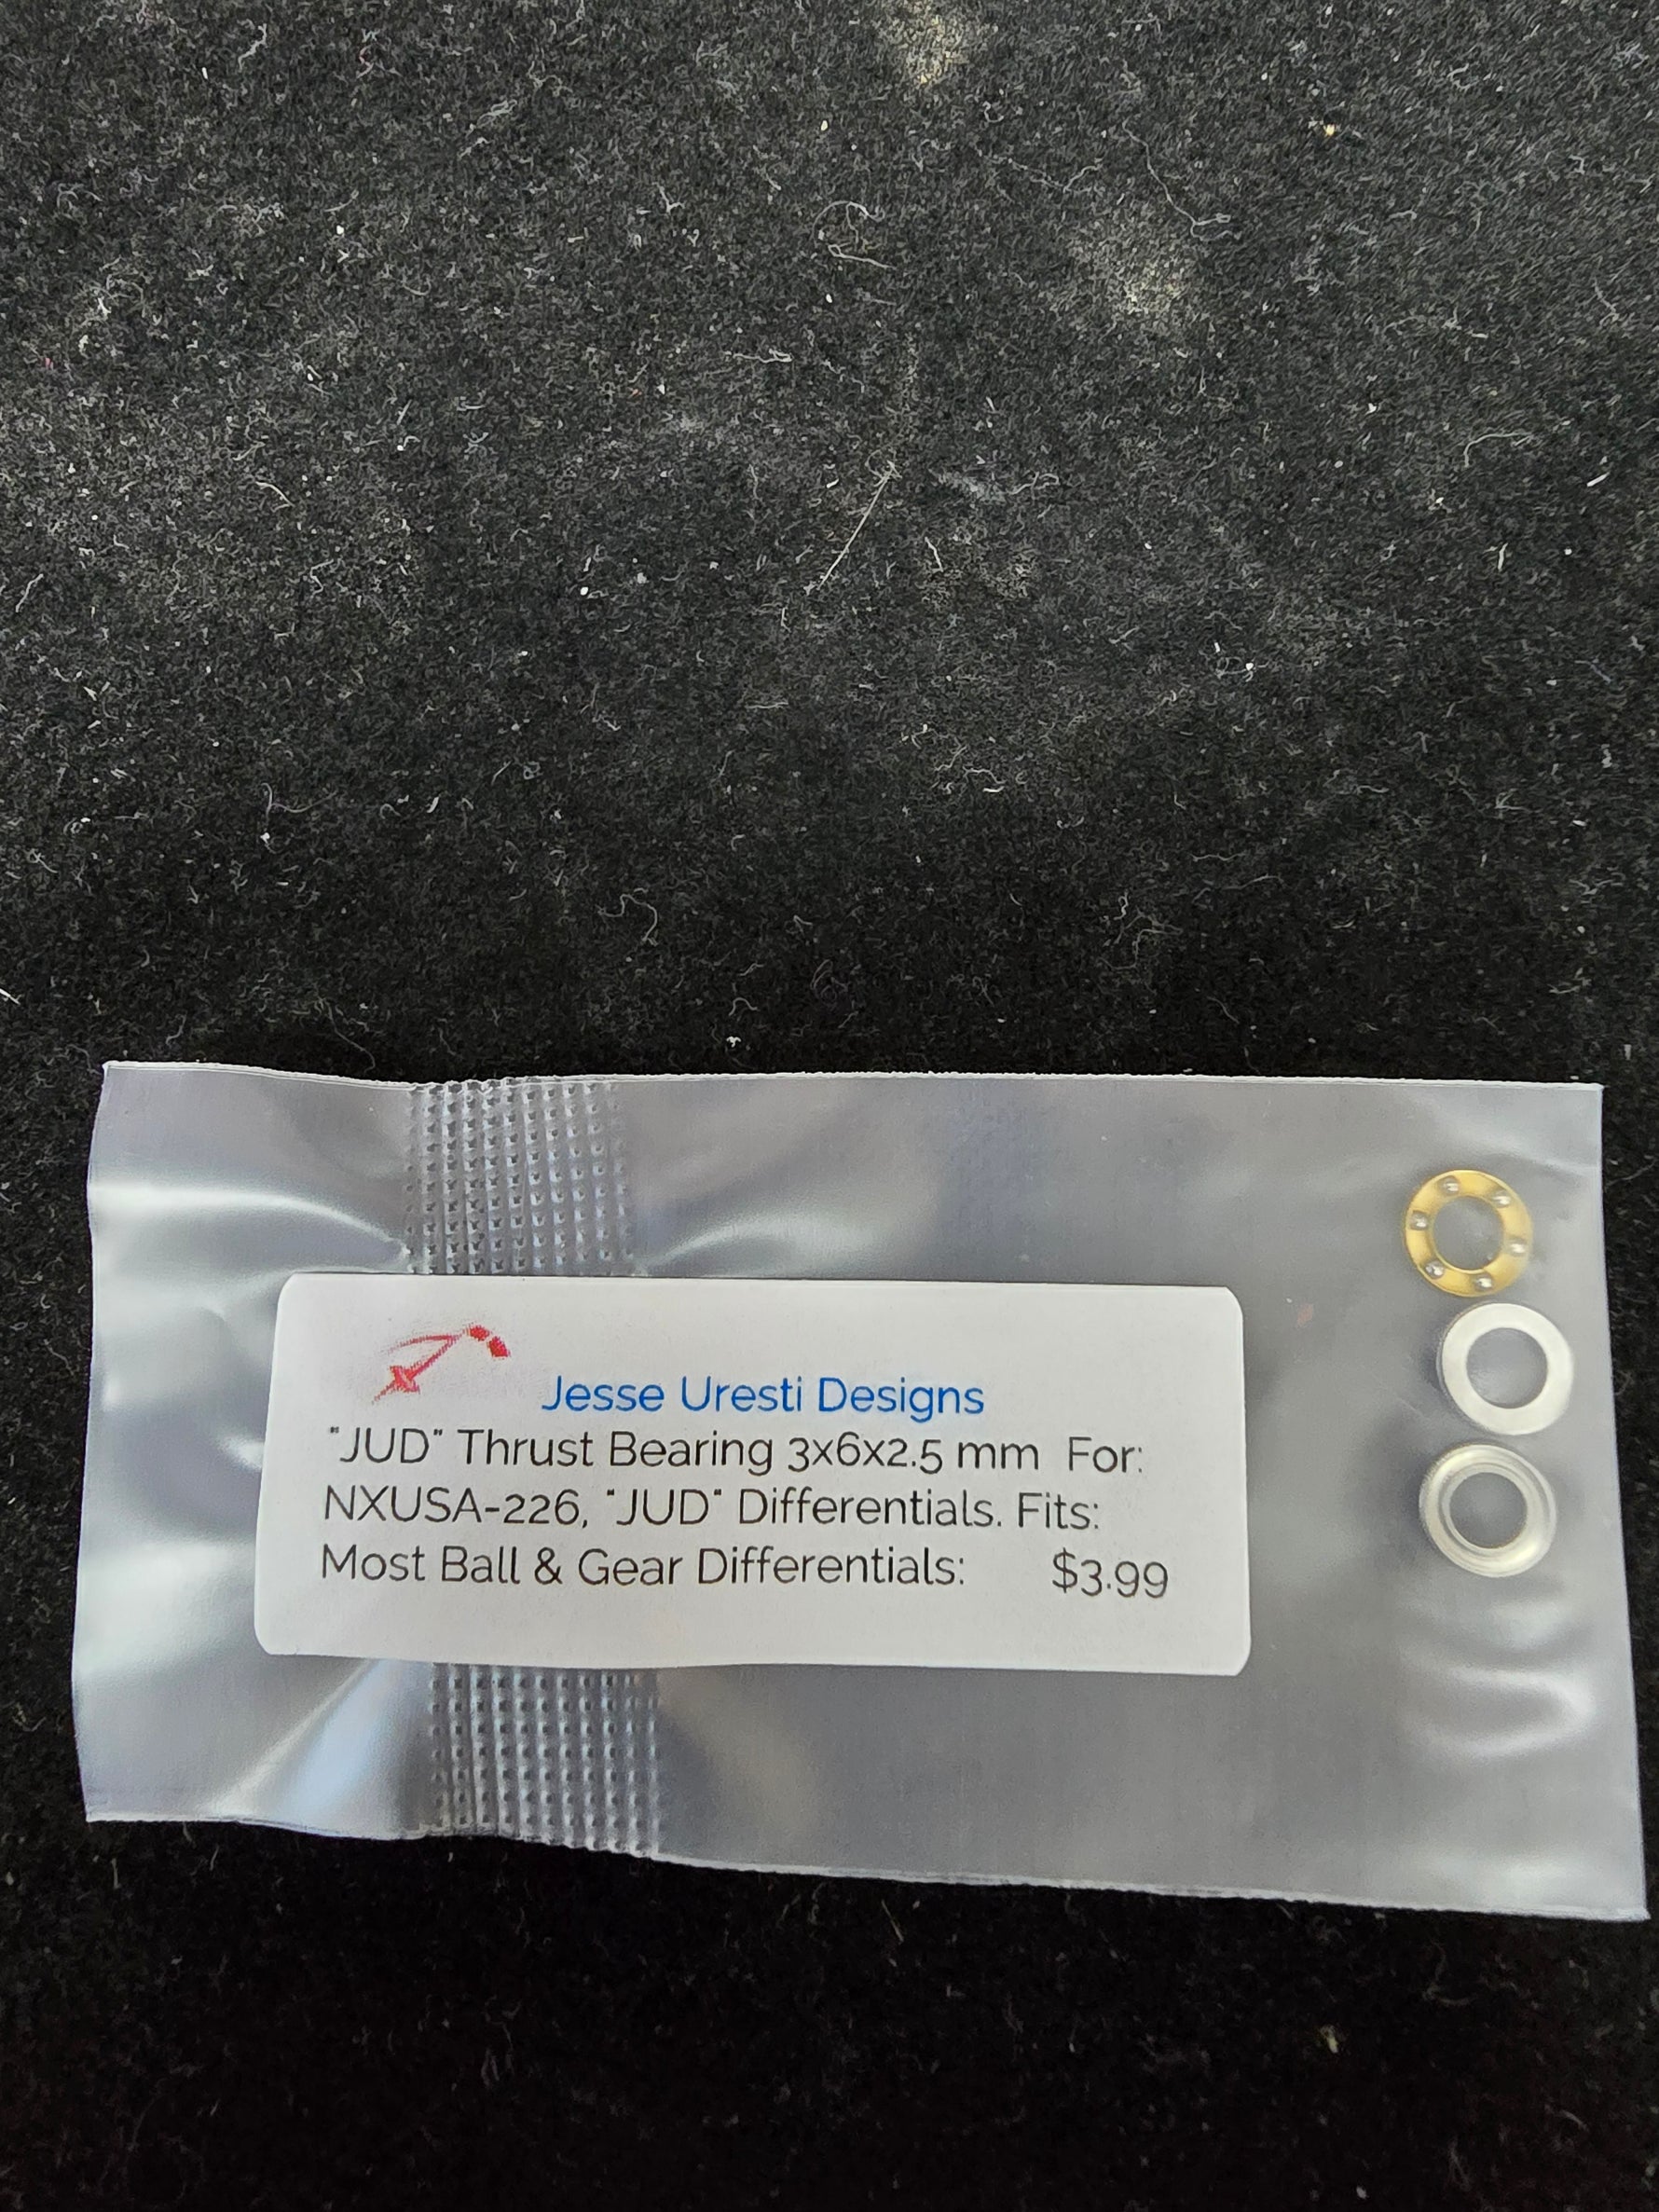 Jesse Uresti Designs
"JUD" Thrust Bearing 3x6x2.5 mm For:
NXUSA-226, "JUD" Differentials. Fits:
Most Ball & Gear Differentials: $3.99